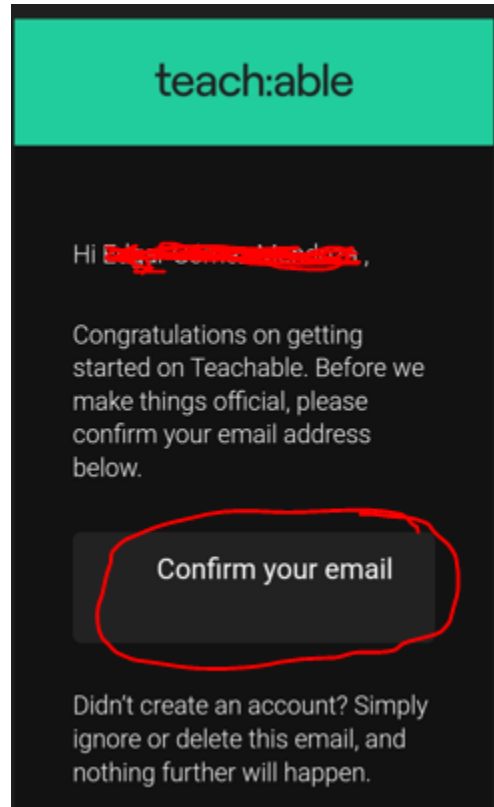 teach:able
Hi ,
Congratulations on getting
started on Teachable. Before we
make things official, please
confirm your email address
below.
Confirm your email
Didn't create an account? Simply
ignore or delete this email, and
nothing further will happen.